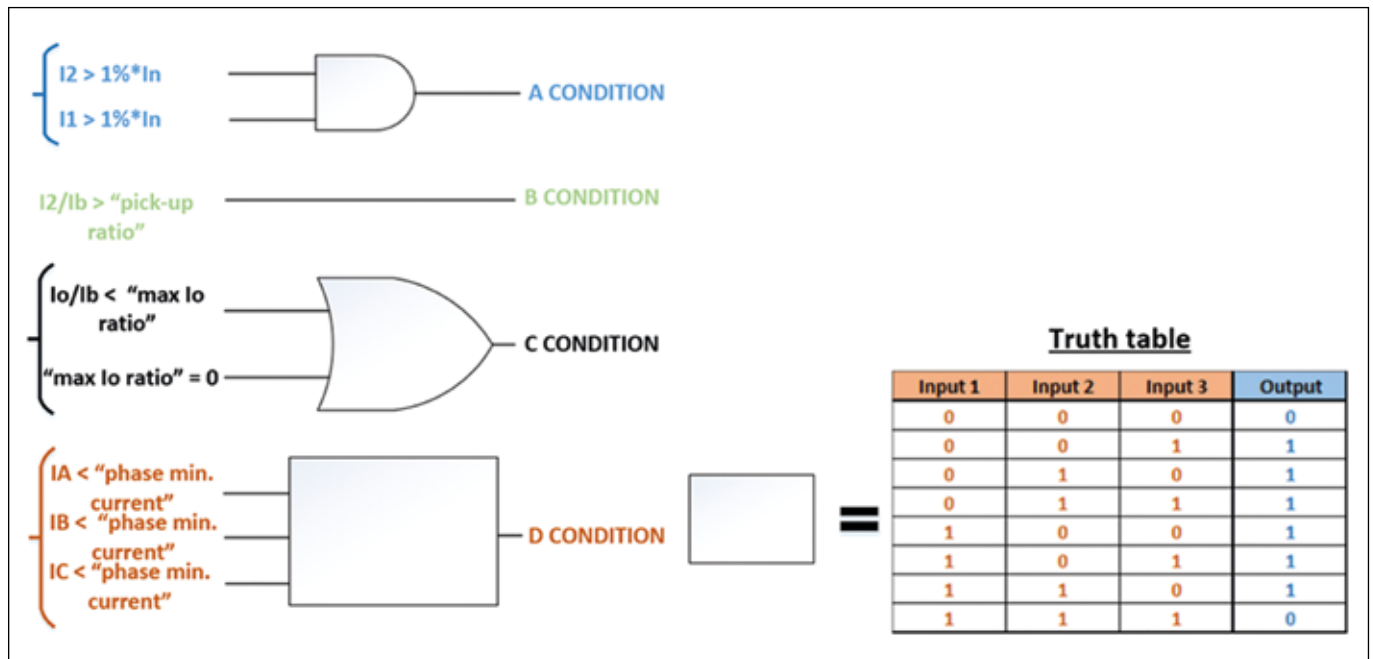 I2 > 1%*In
I1 > 1%*In
A CONDITION
I2/Ib > “pick-up
ratio”
B CONDITION
Io/Ib < “max Io
ratio”
“max Io ratio” = 0
C CONDITION
IA < “phase min.
current”
IB < “phase min.
current”
IC < “phase min.
current”
D CONDITION
=
Truth table
Input 1 Input 2 Input 3 Output
0 0 0 0
0 0 1 1
0 1 0 1
0 1 1 1
1 0 0 1
1 0 1 1
1 1 0 1
1 1 1 0